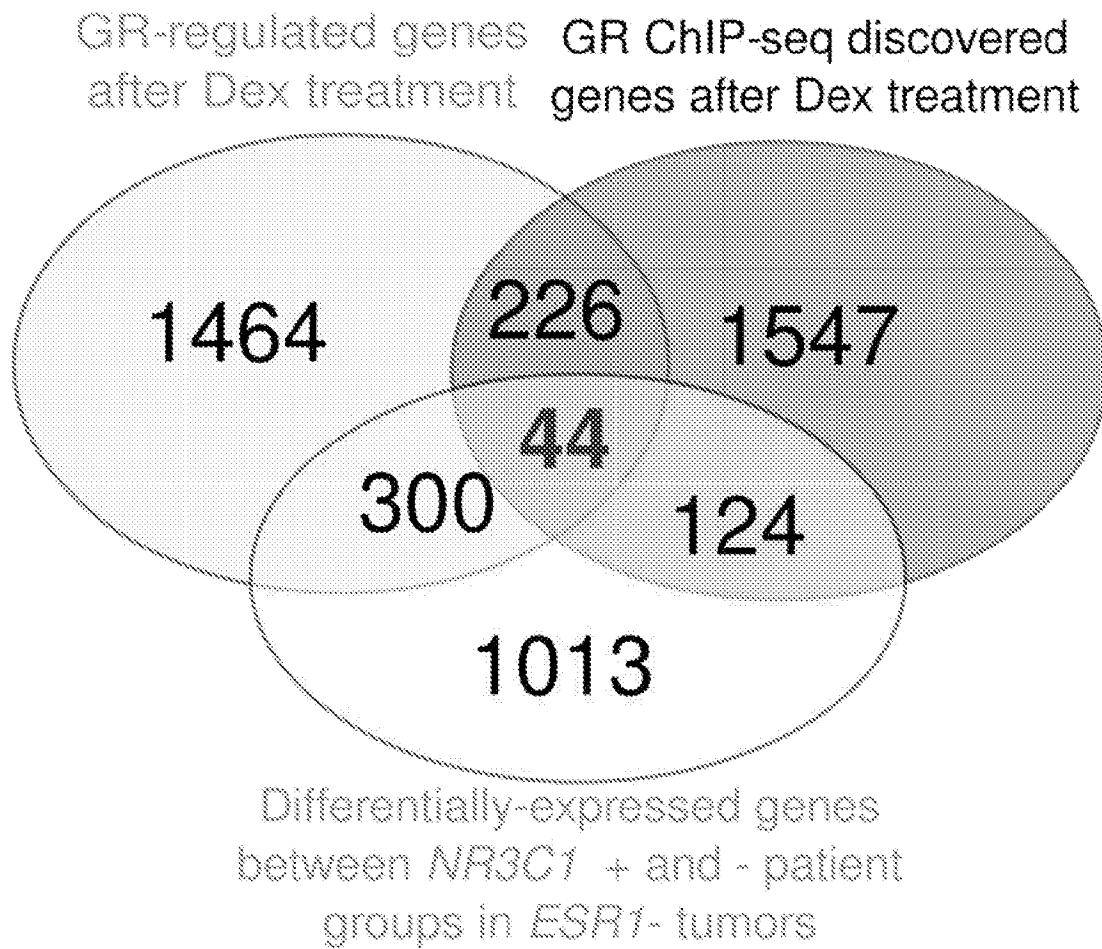 GR-regulated genes
after Dex treatment
GR ChIP-seq discovered
genes after Dex treatment
1464
226
1547
44
300
124
1013
Differentially-expressed genes
between NR3C1 + and - patient
groups in ESR1- tumors